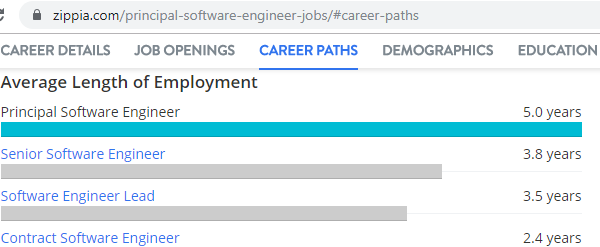 zippia.com/principal-software-engineer-jobs/#career-paths
CAREER DETAILS JOB OPENINGS CAREER PATHS DEMOGRAPHICS EDUCATION
Average Length of Employment
Principal Software Engineer 5.0 years
Senior Software Engineer 3.8 years
Software Engineer Lead 3.5 years
Contract Software Engineer 2.4 years